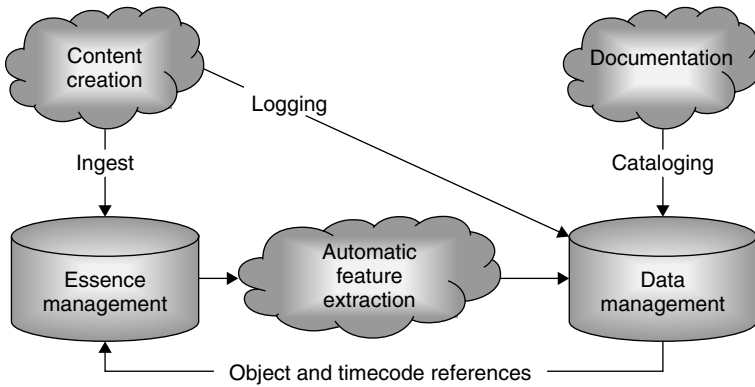 Content
creation
Documentation
Logging
Ingest
Cataloging
Essence
management
Automatic
feature
extraction
Data
management
Object and timecode references